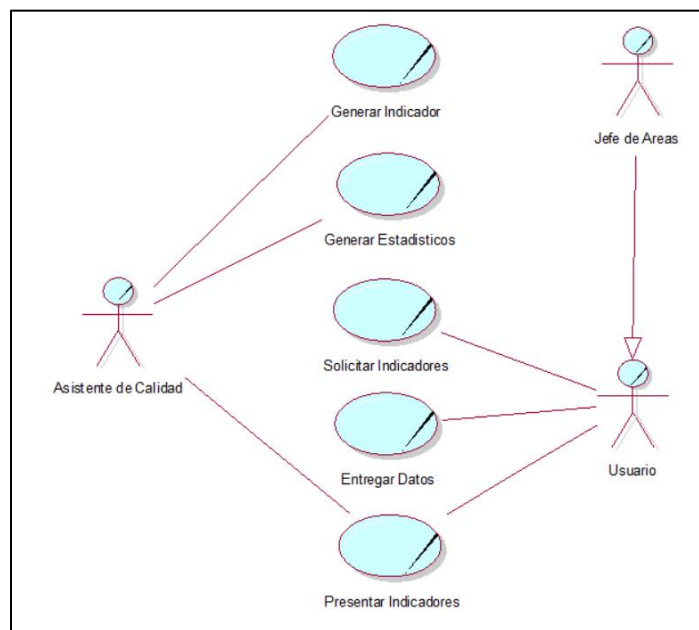 Generar Indicador
Jefe de Areas
Generar Estadisticos
Solicitar Indicadores
Asistente de Calidad
Entregar Datos
Usuario
Presentar Indicadores